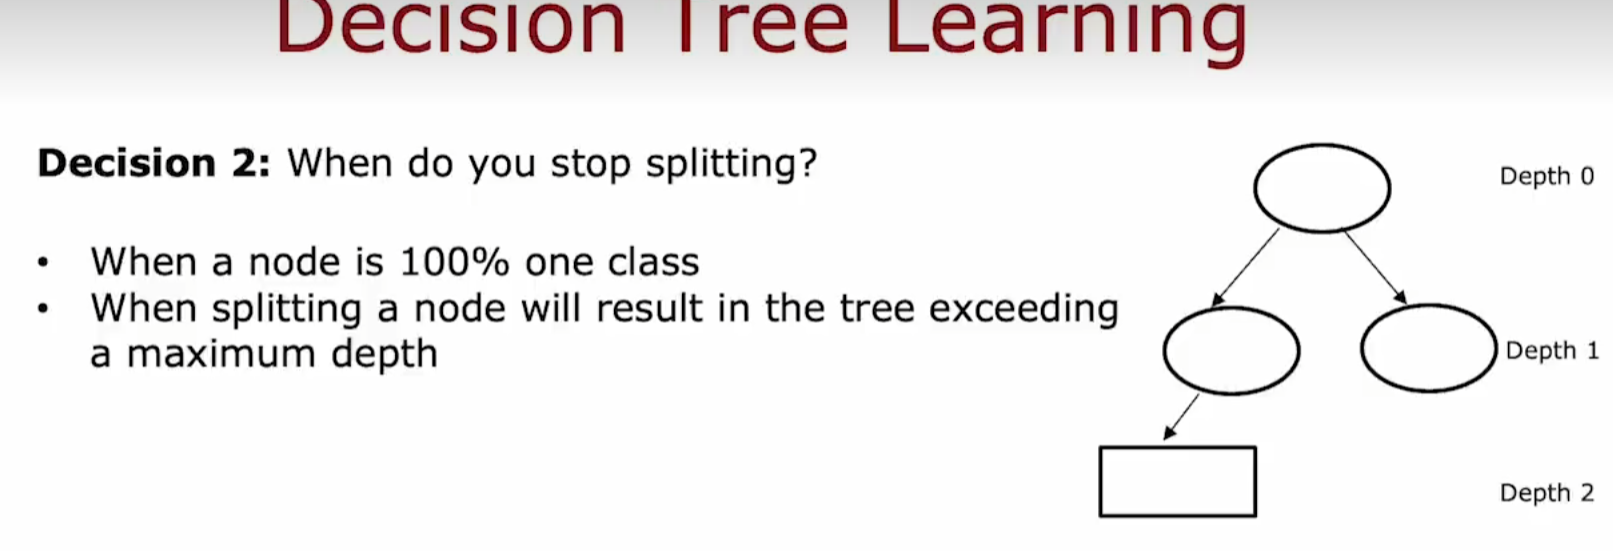 Decision Tree Learning
Decision 2: When do you stop splitting?
• When a node is 100% one class
• When splitting a node will result in the tree exceeding
a maximum depth
Depth 0
Depth 1
Depth 2